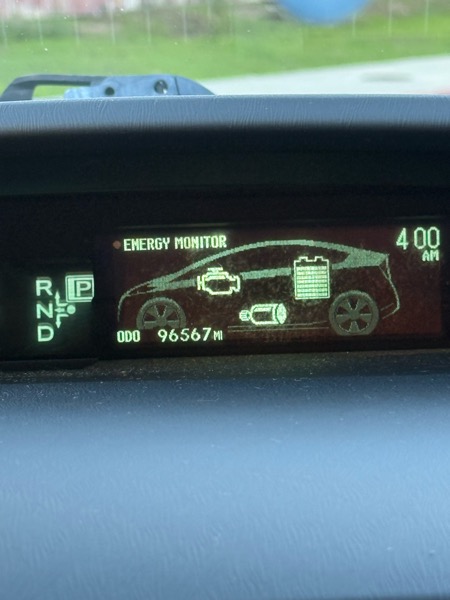 ENERGY MONITOR
4 00
AM
R
P
N
D
ODO 96567 MI